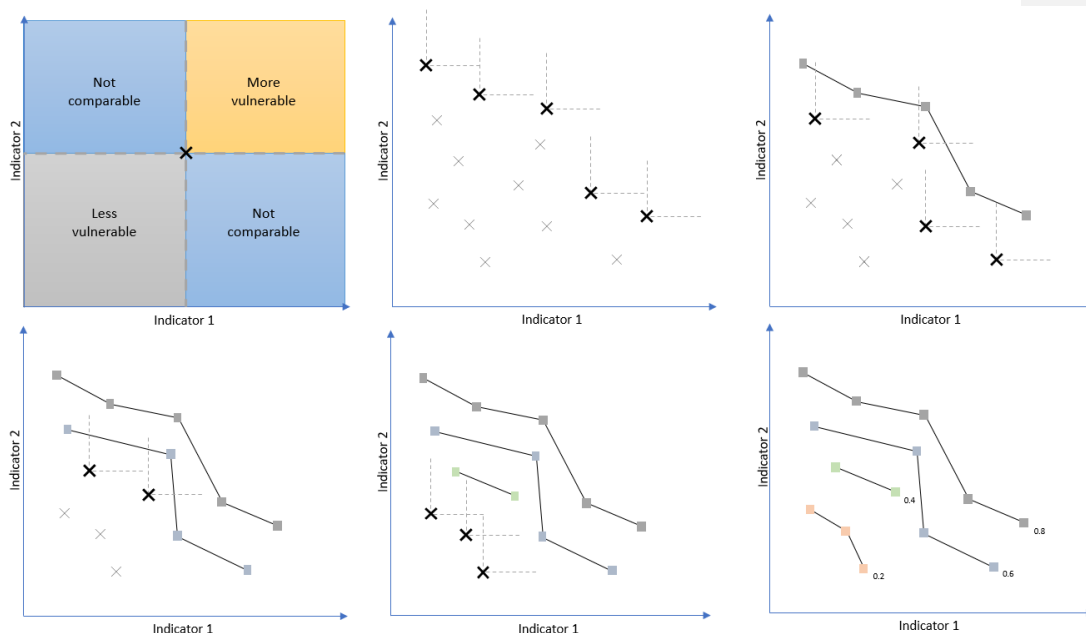 Indicator 2
Not
comparable
More
vulnerable
Less
vulnerable
Not
comparable
Indicator 1
Indicator 2
Indicator 1
Indicator 2
Indicator 1
Indicator 2
Indicator 1
Indicator 2
Indicator 1
Indicator 2
0.4
0.8
0.2
0.6
Indicator 1